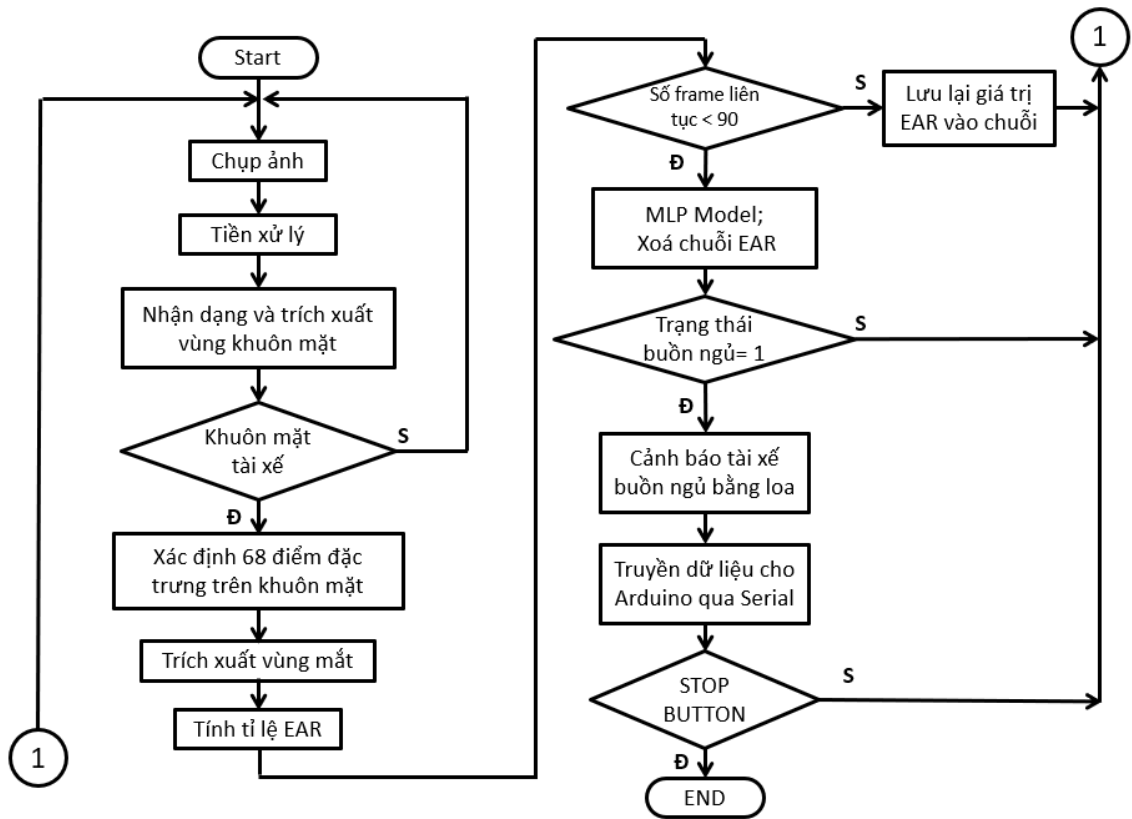 Start
Chụp ảnh
Tiền xử lý
Nhận dạng và trích xuất
vùng khuôn mặt
Khuôn mặt
tài xế
S
Đ
Xác định 68 điểm đặc
trưng trên khuôn mặt
Trích xuất vùng mắt
Tính tỉ lệ EAR
1
Số frame liên
tục < 90
S
Lưu lại giá trị
EAR vào chuỗi
1
Đ
MLP Model;
Xoá chuỗi EAR
Trạng thái
buồn ngủ= 1
S
Đ
Cảnh báo tài xế
buồn ngủ bằng loa
Truyền dữ liệu cho
Arduino qua Serial
STOP
BUTTON
S
Đ
END